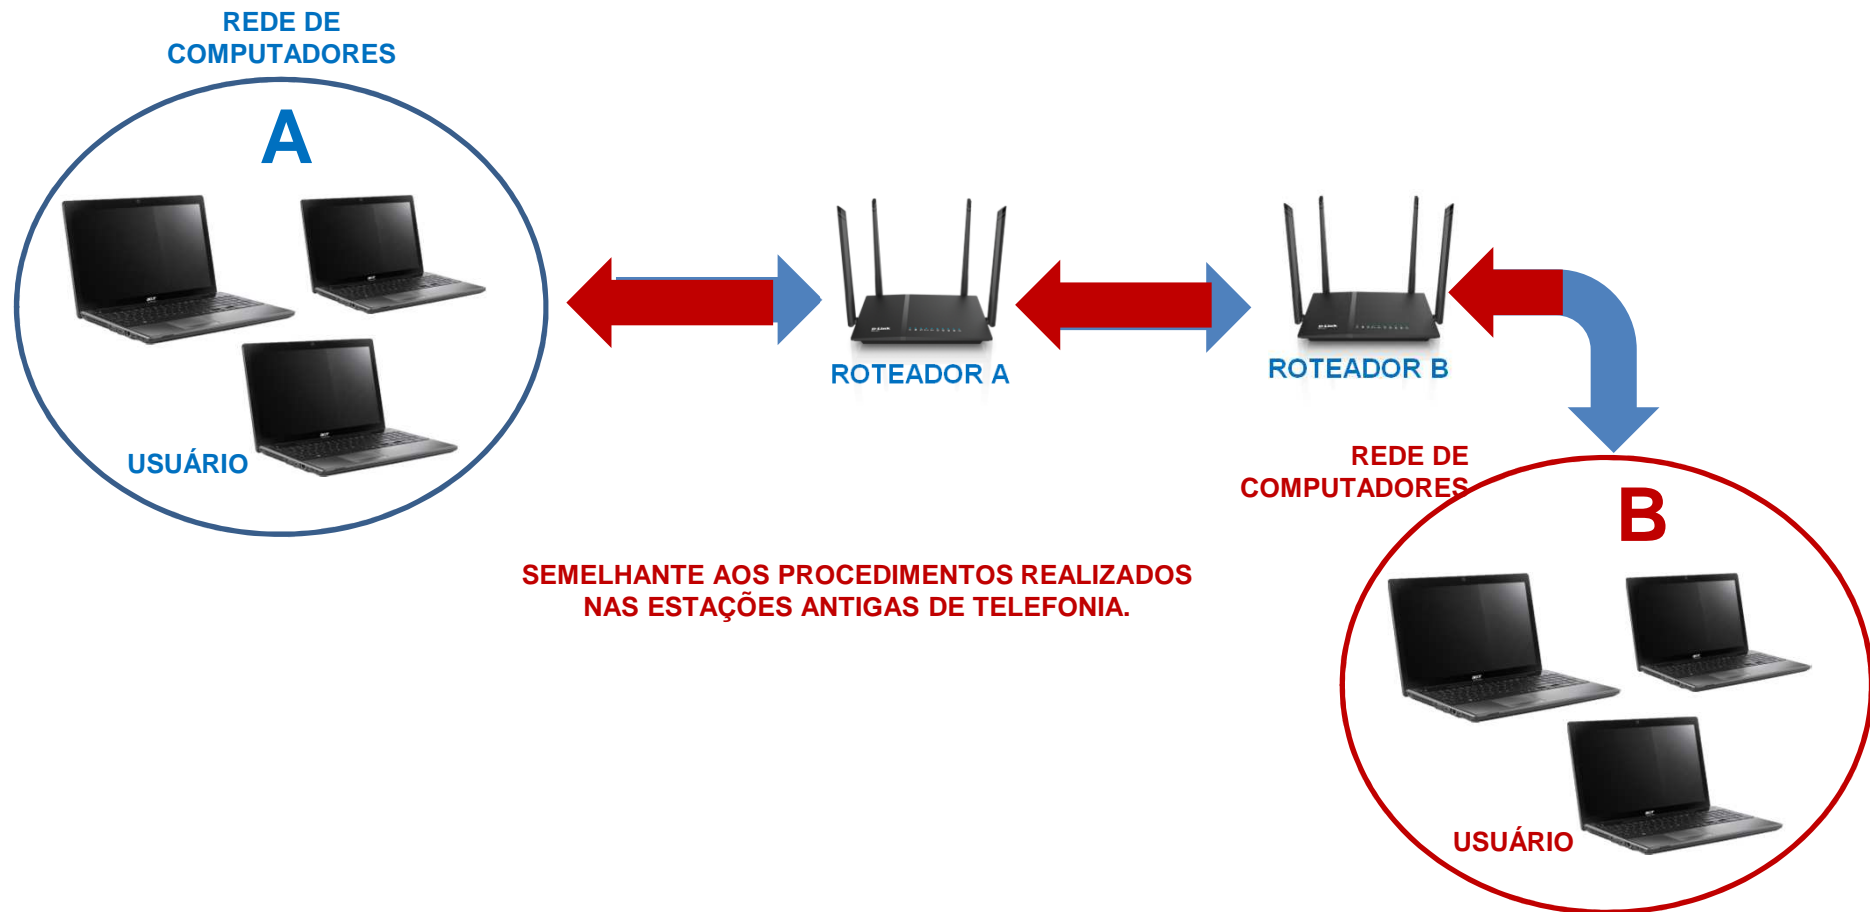 REDE DE
COMPUTADORES
A
USUÁRIO
D-Link
ROTEADOR A
ROTEADOR B
REDE DE
COMPUTADORES
B
SEMELHANTE AOS PROCEDIMENTOS REALIZADOS
NAS ESTAÇÕES ANTIGAS DE TELEFONIA.
USUÁRIO